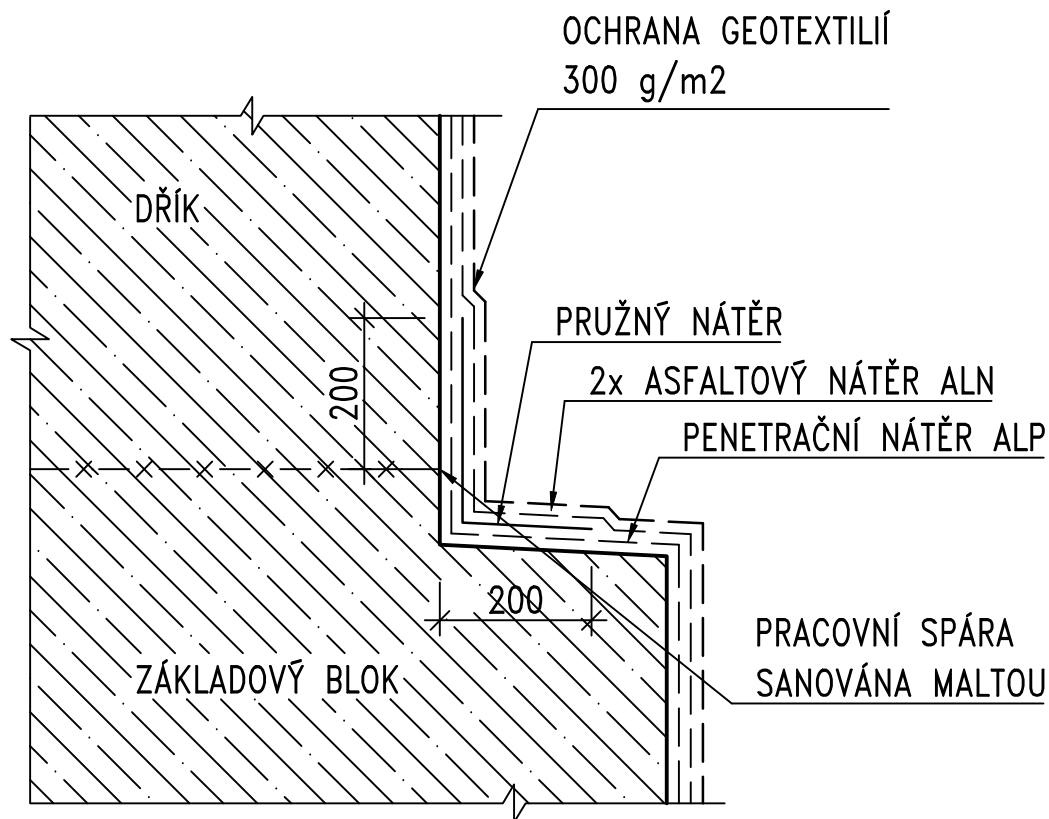 OCHRANA GEOTEXTILIÍ
300 g/m2
DŘÍK
PRUŽNÝ NÁTĚR
200
2x ASFALTOVÝ NÁTĚR ALN
PENETRAČNÍ NÁTĚR ALP
200
PRACOVNÍ SPÁRA
SANOVÁNA MALTOU
ZÁKLADOVÝ BLOK